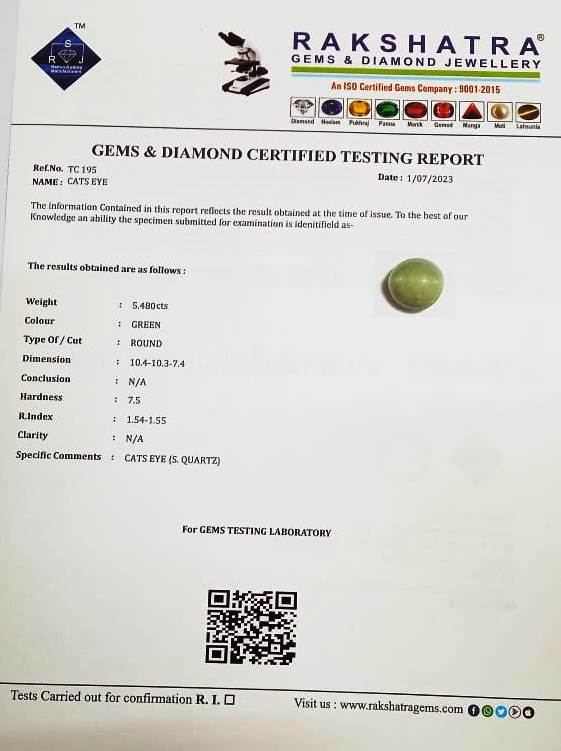 TM
S
R J
RAKSHATRA®
GEMS & DIAMOND JEWELLERY
An ISO Certified Gems Company : 9001-2015
Diamond Neelam Pukhraj Panna Manik Gomed Munga Moti Lahsunia
GEMS & DIAMOND CERTIFIED TESTING REPORT
Ref.No. TC 195
Date : 1/07/2023
NAME : CATS EYE
The information Contained in this report reflects the result obtained at the time of issue. To the best of our
Knowledge an ability the specimen submitted for examination is idenitifield as-
The results obtained are as follows :
Weight : 5.480cts
Colour : GREEN
Type Of / Cut : ROUND
Dimension : 10.4-10.3-7.4
Conclusion : N/A
Hardness : 7.5
R.Index : 1.54-1.55
Clarity : N/A
Specific Comments : CATS EYE (S. QUARTZ)
For GEMS TESTING LABORATORY
Tests Carried out for confirmation R. I. ☐
Visit us : www.rakshatragems.com